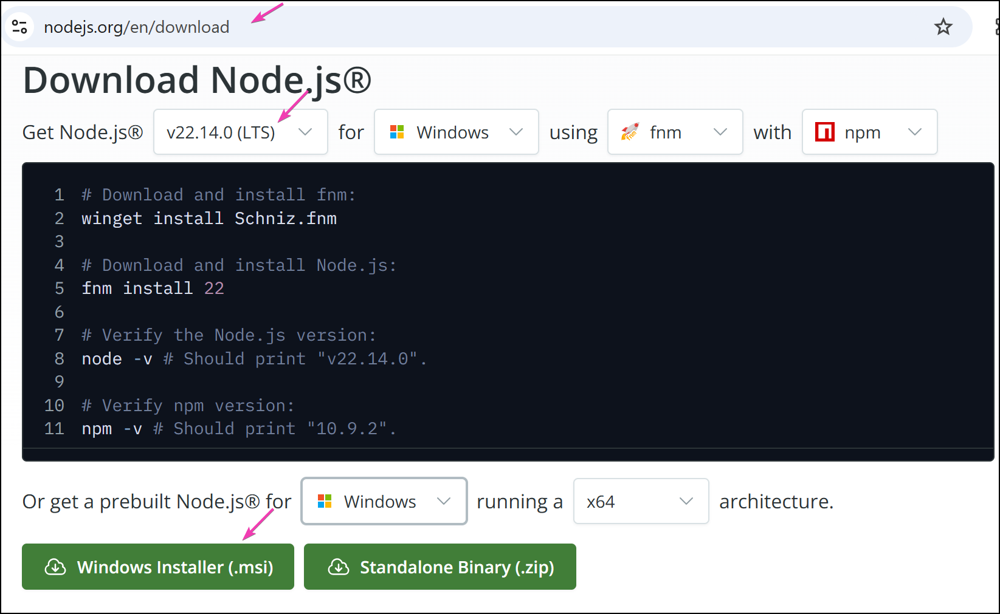 nodejs.org/en/download
Download Node.js®
Get Node.js® v22.14.0 (LTS) for Windows using fnm with npm
1 # Download and install fnm:
2 winget install Schniz.fnm
3
4 # Download and install Node.js:
5 fnm install 22
6
7 # Verify the Node.js version:
8 node -v # Should print "v22.14.0".
9
10 # Verify npm version:
11 npm -v # Should print "10.9.2".
Or get a prebuilt Node.js® for Windows running a x64 architecture.
Windows Installer (.msi) Standalone Binary (.zip)